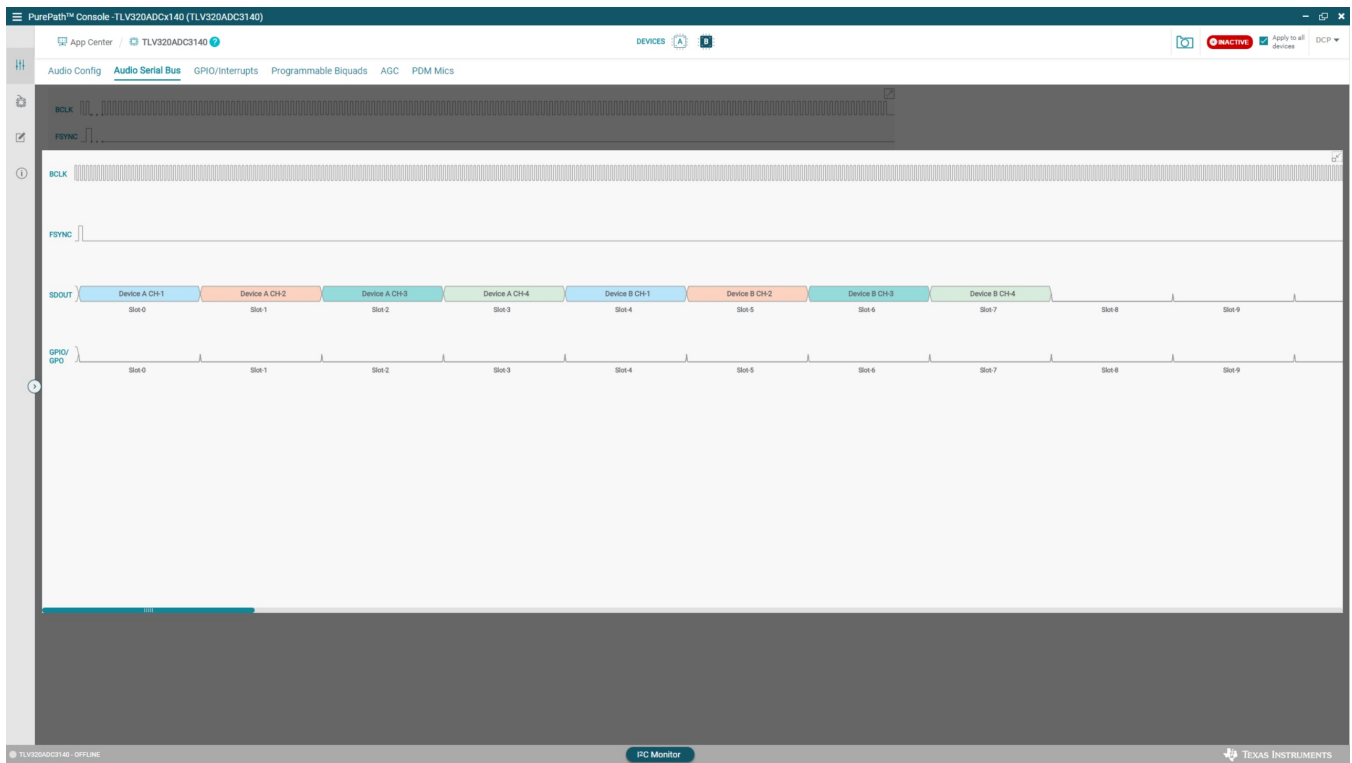 PurePath™ Console -TLV320ADCx140 (TLV320ADC3140)
App Center / TLV320ADC3140 ?
DEVICES A B
INACTIVE
Apply to all
devices
DCP
Audio Config Audio Serial Bus GPIO/Interrupts Programmable Biquads AGC PDM Mics
BCLK
FSYNC
BCLK
FSYNC
SDOUT Device A CH-1 Device A CH-2 Device A CH-3 Device A CH-4 Device B CH-1 Device B CH-2 Device B CH-3 Device B CH-4
Slot-0 Slot-1 Slot-2 Slot-3 Slot-4 Slot-5 Slot-6 Slot-7 Slot-8 Slot-9
GPIO/
GPO
Slot-0 Slot-1 Slot-2 Slot-3 Slot-4 Slot-5 Slot-6 Slot-7 Slot-8 Slot-9
TLV320ADC3140 - OFFLINE
I²C Monitor
TEXAS INSTRUMENTS